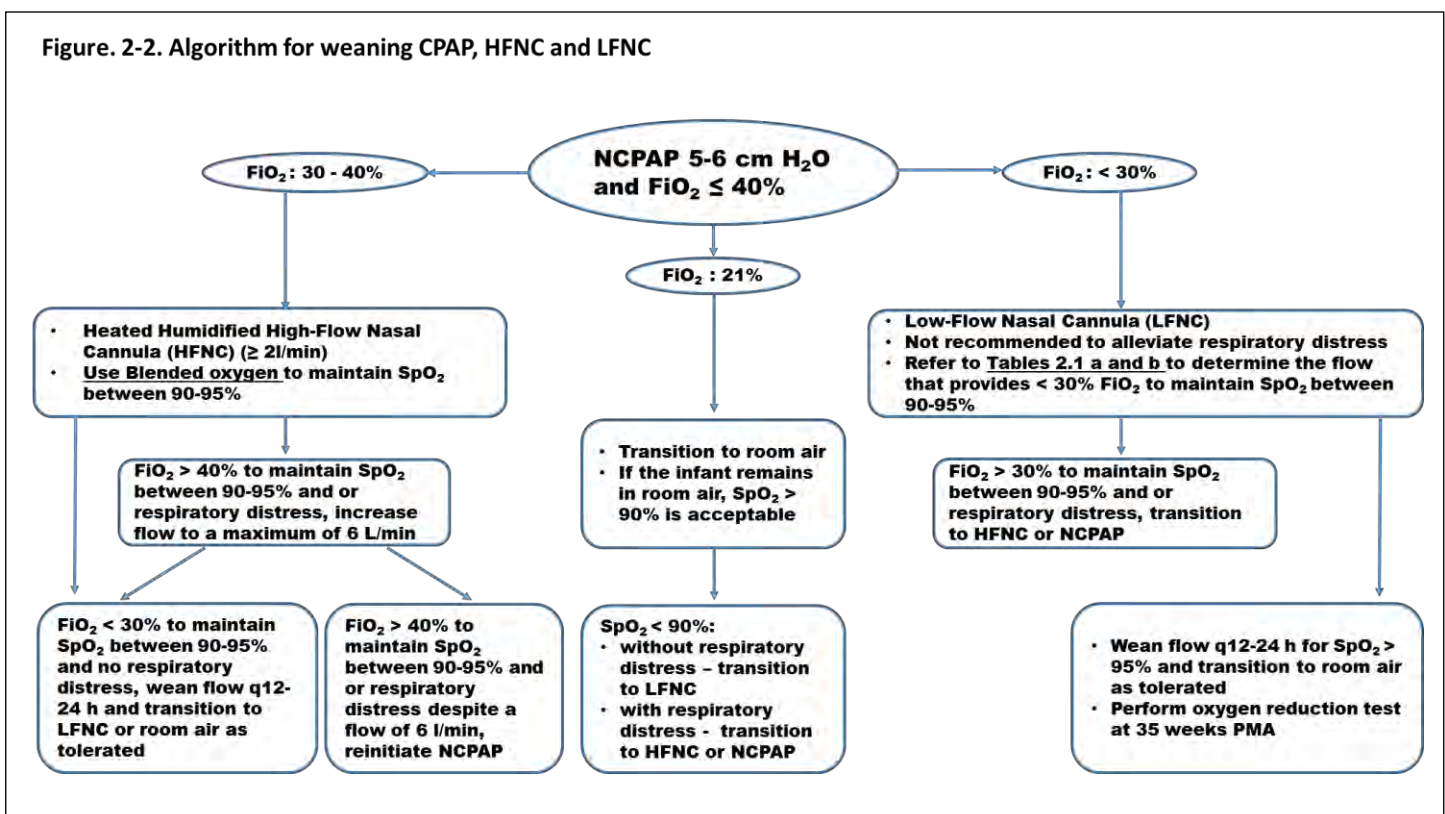 Figure. 2-2. Algorithm for weaning CPAP, HFNC and LFNC
NCPAP 5-6 cm H₂O
and FiO₂ ≤ 40%
FiO₂ : 30 - 40%
FiO₂ : < 30%
FiO₂ : 21%
• Heated Humidified High-Flow Nasal
Cannula (HFNC) (≥ 2l/min)
• Use Blended oxygen to maintain SpO₂
between 90-95%
• Low-Flow Nasal Cannula (LFNC)
• Not recommended to alleviate respiratory distress
• Refer to Tables 2.1 a and b to determine the flow
that provides < 30% FiO₂ to maintain SpO₂ between
90-95%
• Transition to room air
• If the infant remains
in room air, SpO₂ >
90% is acceptable
FiO₂ > 40% to maintain SpO₂
between 90-95% and or
respiratory distress, increase
flow to a maximum of 6 L/min
FiO₂ > 30% to maintain SpO₂
between 90-95% and or
respiratory distress, transition
to HFNC or NCPAP
FiO₂ < 30% to maintain
SpO₂ between 90-95%
and no respiratory
distress, wean flow q12-
24 h and transition to
LFNC or room air as
tolerated
FiO₂ > 40% to
maintain SpO₂
between 90-95% and
or respiratory
distress despite a
flow of 6 l/min,
reinitiate NCPAP
SpO₂ < 90%:
• without respiratory
distress – transition
to LFNC
• with respiratory
distress - transition
to HFNC or NCPAP
• Wean flow q12-24 h for SpO₂ >
95% and transition to room air
as tolerated
• Perform oxygen reduction test
at 35 weeks PMA